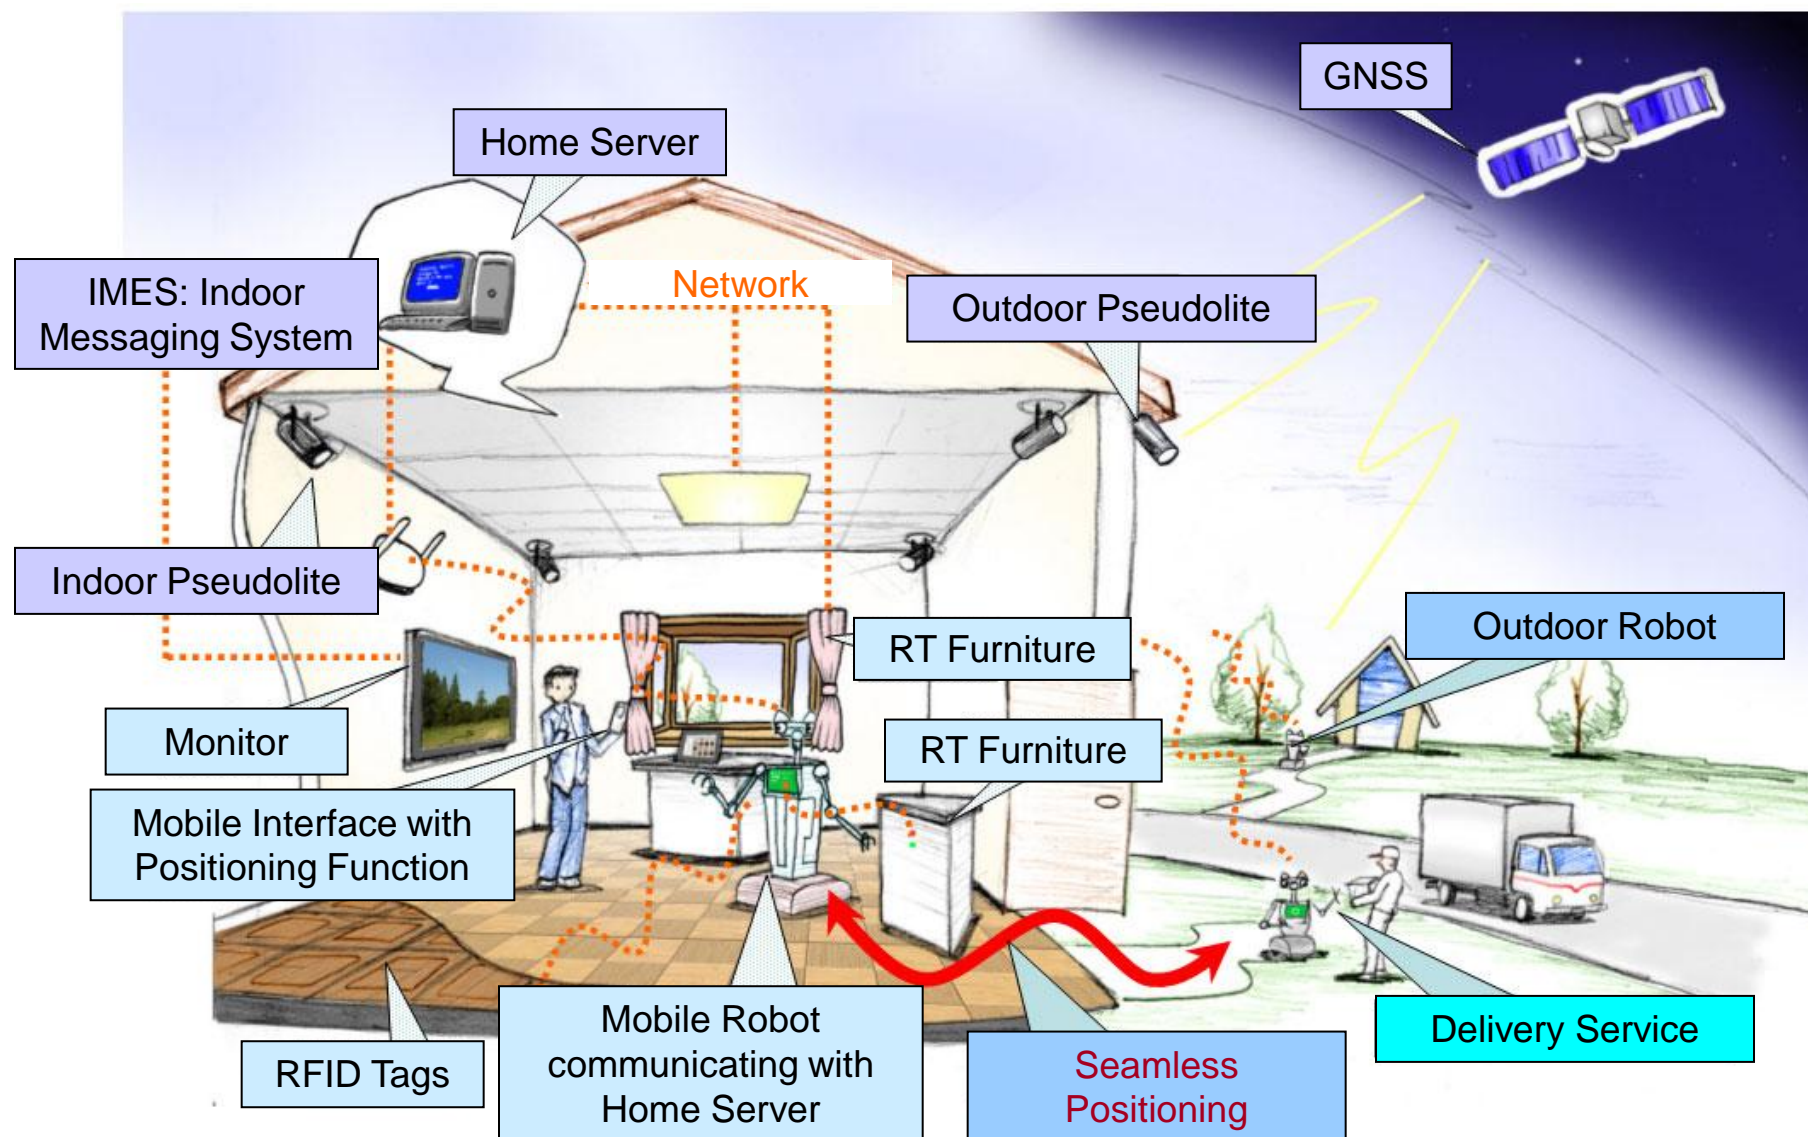 GNSS
Home Server
Network
IMES: Indoor
Messaging System
Outdoor Pseudolite
Indoor Pseudolite
RT Furniture
Outdoor Robot
Monitor
RT Furniture
Mobile Interface with
Positioning Function
RFID Tags
Mobile Robot
communicating with
Home Server
Seamless
Positioning
Delivery Service